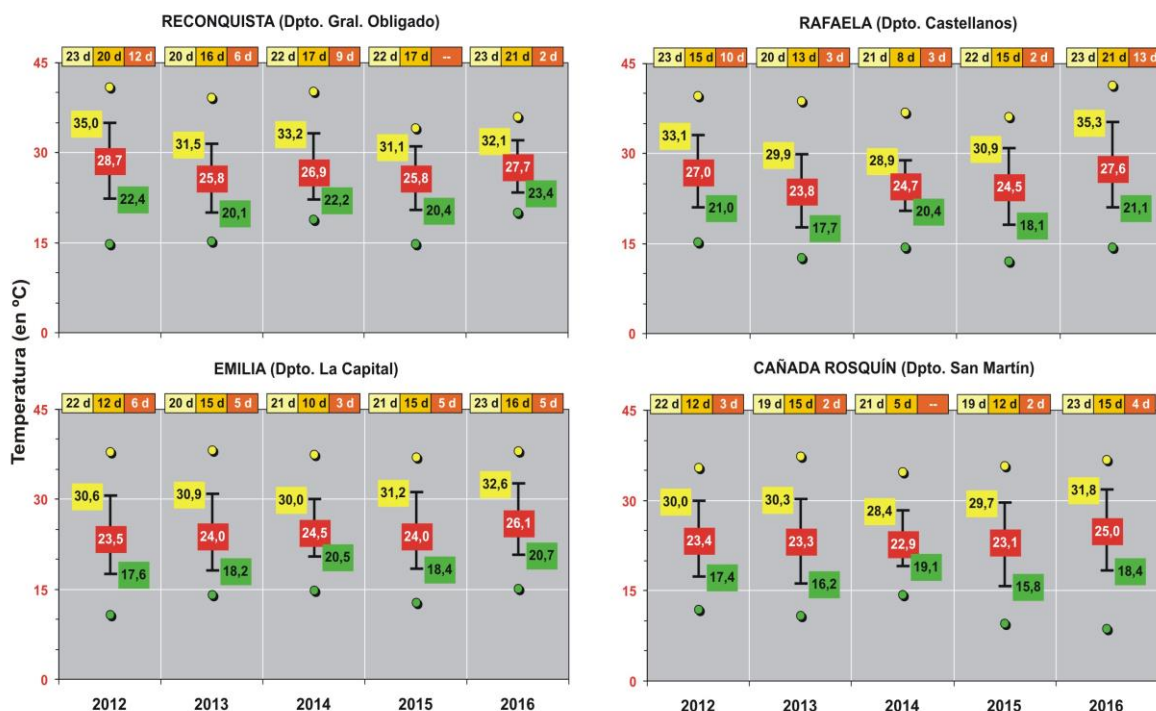 RECONQUISTA (Dpto. Gral. Obligado)
23 d 20 d 12 d 20 d 16 d 6 d 22 d 17 d 9 d 22 d 17 d -- 23 d 21 d 2 d
45
35,0 31,5 33,2 31,1 32,1
30
28,7 25,8 26,9 25,8 27,7
22,4 20,1 22,2 20,4 23,4
15
0
RAFAELA (Dpto. Castellanos)
23 d 15 d 10 d 20 d 13 d 3 d 21 d 8 d 3 d 22 d 15 d 2 d 23 d 21 d 13 d
45
33,1 29,9 28,9 30,9 35,3
30
27,0 23,8 24,7 24,5 27,6
21,0 17,7 20,4 18,1 21,1
15
0
Temperatura (en ºC)
EMILIA (Dpto. La Capital)
22 d 12 d 6 d 20 d 15 d 5 d 21 d 10 d 3 d 21 d 15 d 5 d 23 d 16 d 5 d
45
30,6 30,9 30,0 31,2 32,6
30
23,5 24,0 24,5 24,0 26,1
17,6 18,2 20,5 18,4 20,7
15
0
2012 2013 2014 2015 2016
CAÑADA ROSQUÍN (Dpto. San Martín)
22 d 12 d 3 d 19 d 15 d 2 d 21 d 5 d -- 19 d 12 d 2 d 23 d 15 d 4 d
45
30,0 30,3 28,4 29,7 31,8
30
23,4 23,3 22,9 23,1 25,0
17,4 16,2 19,1 15,8 18,4
15
0
2012 2013 2014 2015 2016